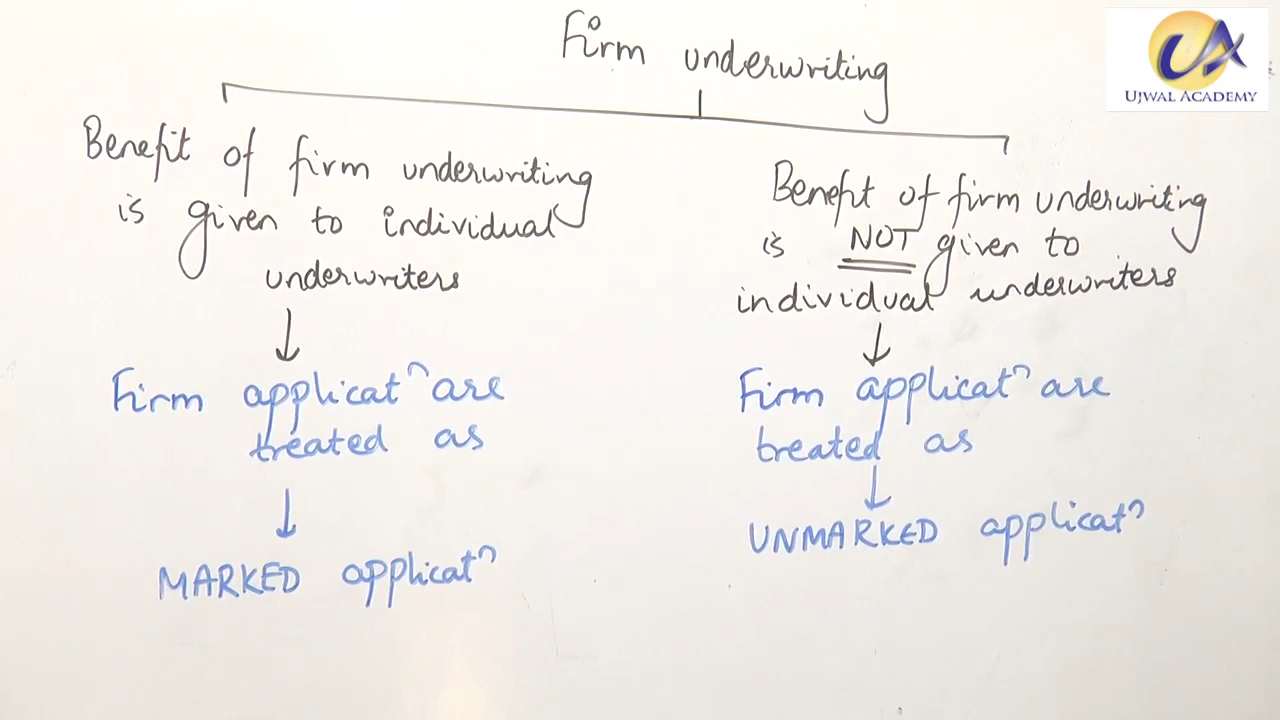 Firm underwriting
UJWAL ACADEMY
Benefit of firm underwriting
is given to individual
underwriters
Firm applicatⁿ are
treated as
MARKED applicatⁿ
Benefit of firm underwriting
is NOT given to
individual underwriters
Firm applicatⁿ are
treated as
UNMARKED applicatⁿ